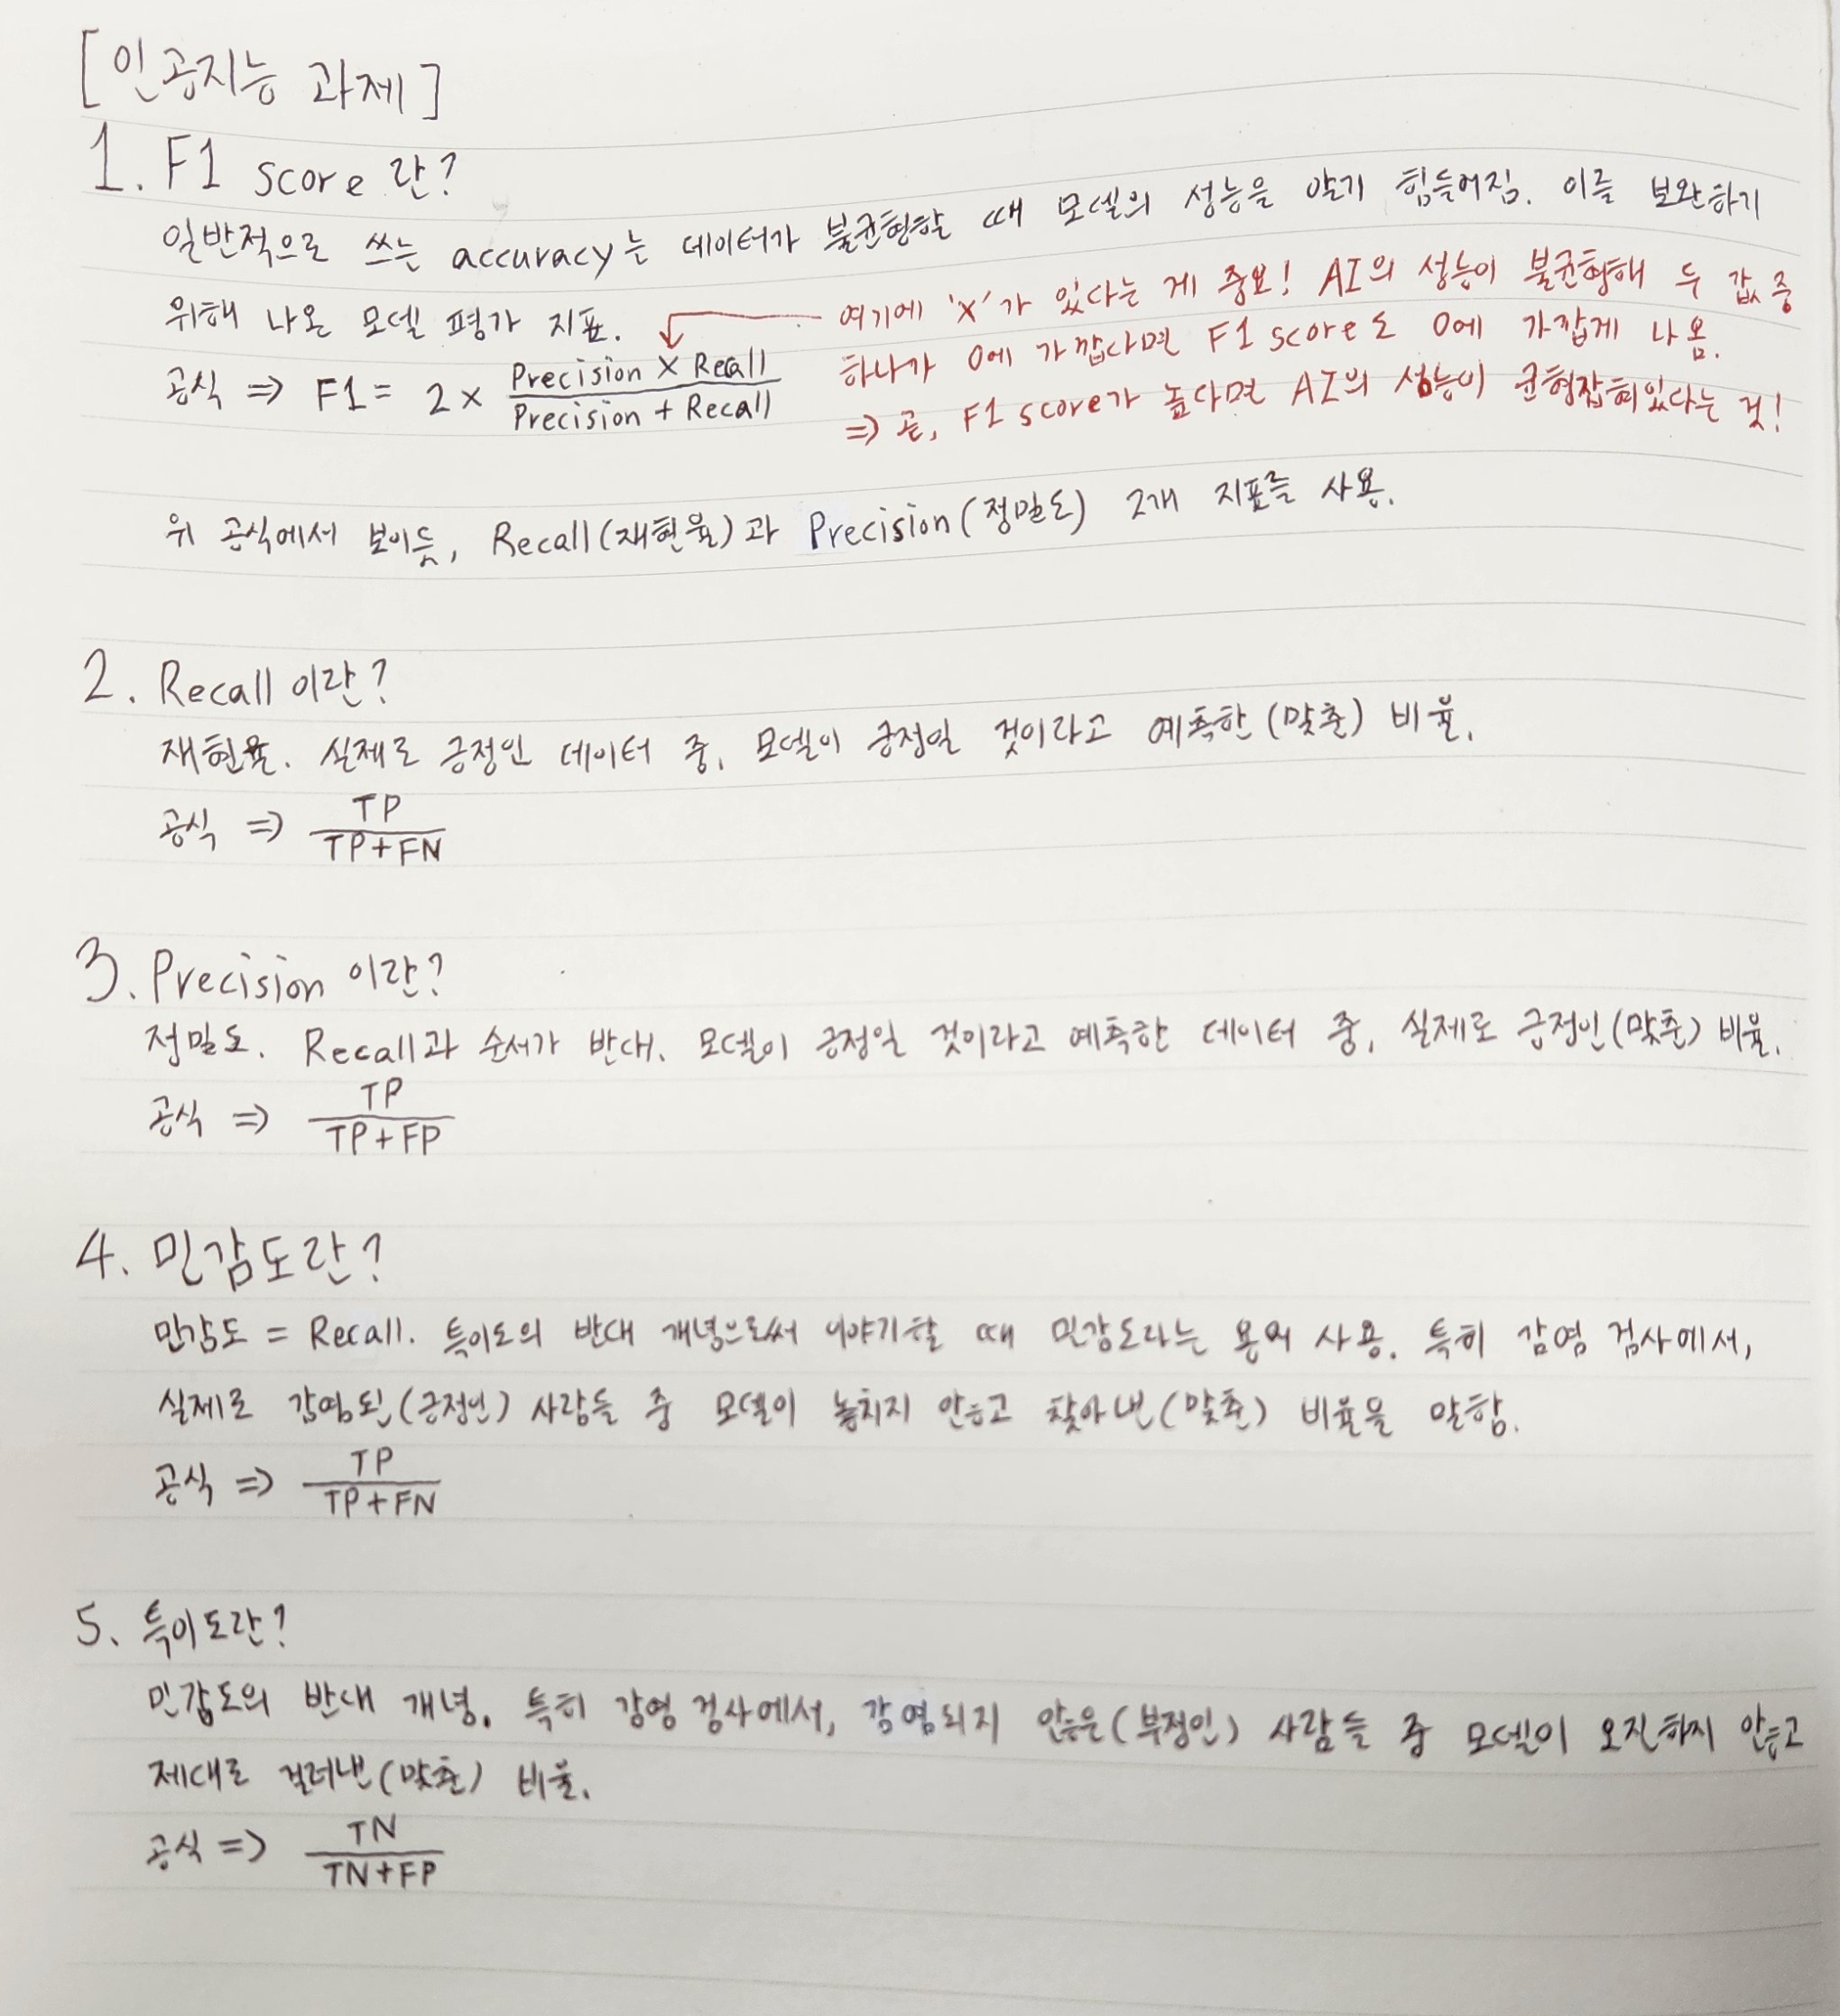 [인공지능 과제]
1. F1 score란?
일반적으로 쓰는 accuracy는 데이터가 불균형할 때 모델의 성능을 알기 힘들어짐. 이를 보완하기
위해 나온 모델 평가 지표.
공식 ⇒ F1 = 2 × (Precision × Recall) / (Precision + Recall)
여기에 'x'가 있다는 게 중요! AI의 성능이 불균형해 두 값 중
하나가 0에 가깝다면 F1 score도 0에 가깝게 나옴.
⇒ 곧, F1 score가 높다면 AI의 성능이 균형잡혀있다는 것!
위 공식에서 보이듯, Recall(재현율)과 Precision(정밀도) 2개 지표를 사용.
2. Recall 이란?
재현율. 실제로 긍정인 데이터 중, 모델이 긍정일 것이라고 예측한(맞춘) 비율.
공식 ⇒ TP / (TP+FN)
3. Precision 이란?
정밀도. Recall과 순서가 반대. 모델이 긍정일 것이라고 예측한 데이터 중, 실제로 긍정인(맞춘) 비율.
공식 ⇒ TP / (TP+FP)
4. 민감도란?
민감도 = Recall. 특이도의 반대 개념으로써 이야기할 때 민감도라는 용어 사용. 특히 감염 검사에서,
실제로 감염된(긍정인) 사람들 중 모델이 놓치지 않고 찾아낸(맞춘) 비율을 말함.
공식 ⇒ TP / (TP+FN)
5. 특이도란?
민감도의 반대 개념. 특히 감염 검사에서, 감염되지 않은(부정인) 사람들 중 모델이 오진하지 않고
제대로 걸러낸(맞춘) 비율.
공식 ⇒ TN / (TN+FP)